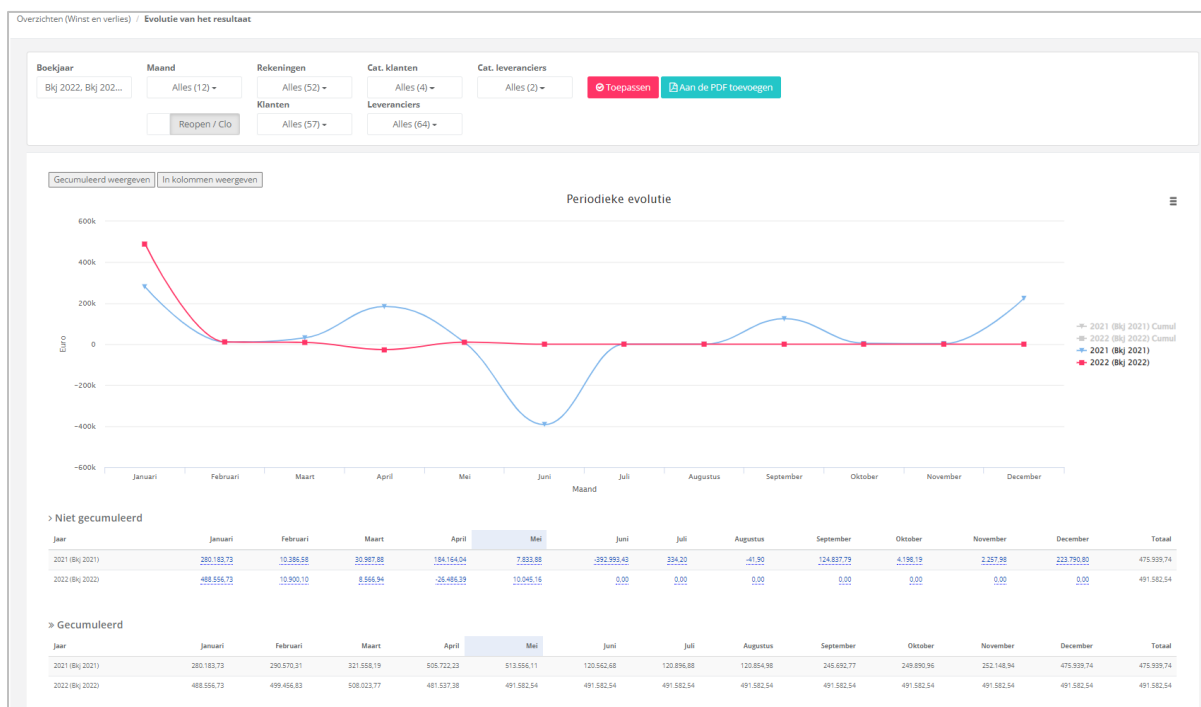 Overzichten (Winst en verlies) / Evolutie van het resultaat
Boekjaar Maand Rekeningen Cat. klanten Cat. leveranciers
Bkj 2022, Bkj 202... Alles (12) Alles (52) Alles (4) Alles (2) Toepassen Aan de PDF toevoegen
Klanten Leveranciers
Reopen / Clo Alles (57) Alles (64)
Gecumuleerd weergeven In kolommen weergeven
Periodieke evolutie
600k
400k
200k
0
−200k
−400k
−600k
Euro
2021 (Bkj 2021) Cumul
2022 (Bkj 2022) Cumul
2021 (Bkj 2021)
2022 (Bkj 2022)
Januari Februari Maart April Mei Juni Juli Augustus September Oktober November December
Maand
> Niet gecumuleerd
Jaar Januari Februari Maart April Mei Juni Juli Augustus September Oktober November December Totaal
2021 (Bkj 2021) 280.183,73 10.386,58 30.987,88 184.164,04 7.833,88 -392.993,43 334,20 -41,90 124.837,79 4.198,19 2.257,98 223.790,80 475.939,74
2022 (Bkj 2022) 488.556,73 10.900,10 8.566,94 -26.486,39 10.045,16 0,00 0,00 0,00 0,00 0,00 0,00 0,00 491.582,54
» Gecumuleerd
Jaar Januari Februari Maart April Mei Juni Juli Augustus September Oktober November December Totaal
2021 (Bkj 2021) 280.183,73 290.570,31 321.558,19 505.722,23 513.556,11 120.562,68 120.896,88 120.854,98 245.692,77 249.890,96 252.148,94 475.939,74 475.939,74
2022 (Bkj 2022) 488.556,73 499.456,83 508.023,77 481.537,38 491.582,54 491.582,54 491.582,54 491.582,54 491.582,54 491.582,54 491.582,54 491.582,54 491.582,54